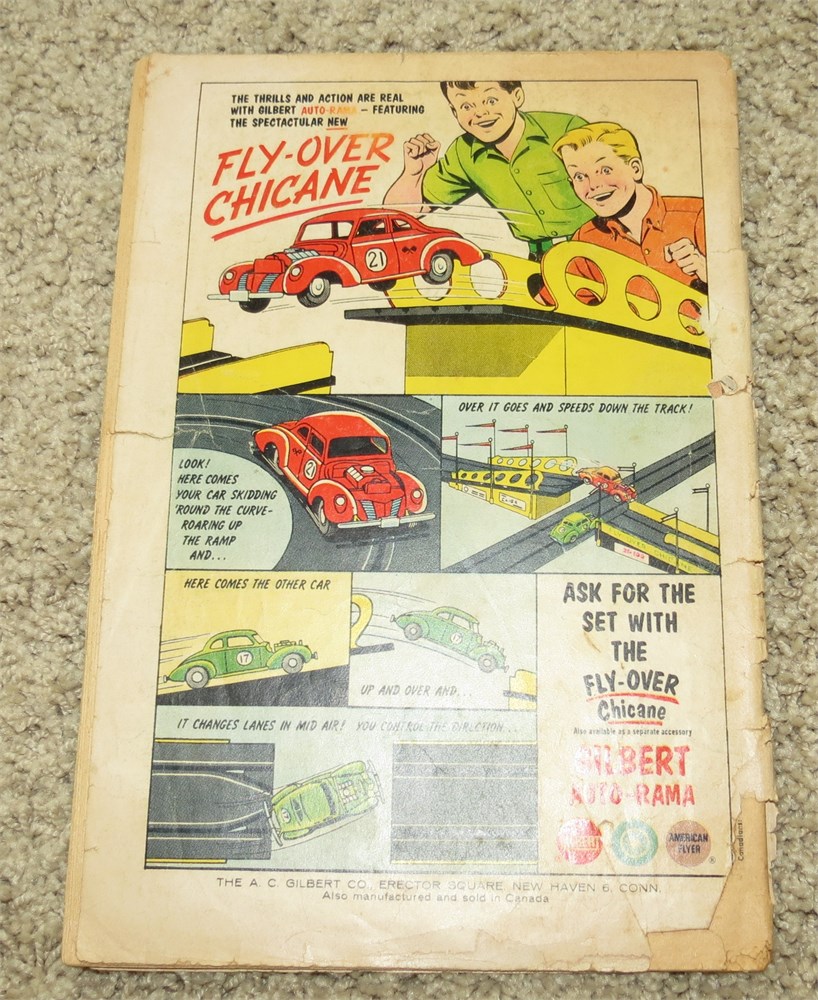 THE THRILLS AND ACTION ARE REAL
WITH GILBERT AUTO-RAMA – FEATURING
THE SPECTACULAR NEW
FLY-OVER
CHICANE
21
LOOK!
HERE COMES
YOUR CAR SKIDDING
'ROUND THE CURVE-
ROARING UP
THE RAMP
AND...
21
OVER IT GOES AND SPEEDS DOWN THE TRACK!
HERE COMES THE OTHER CAR
17
17
UP AND OVER AND...
IT CHANGES LANES IN MID AIR! YOU CONTROL THE DIRECTION...
ASK FOR THE
SET WITH
THE
FLY-OVER
Chicane
Also available as a separate accessory
GILBERT
AUTO-RAMA
AMERICAN
FLYER
®
THE A. C. GILBERT CO., ERECTOR SQUARE, NEW HAVEN 6, CONN.
Also manufactured and sold in Canada